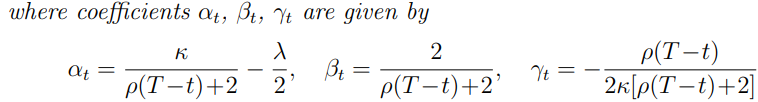 where coefficients αₜ, βₜ, γₜ are given by
αₜ = κ / (ρ(T−t)+2) − λ/2, βₜ = 2 / (ρ(T−t)+2), γₜ = − ρ(T−t) / (2κ[ρ(T−t)+2])